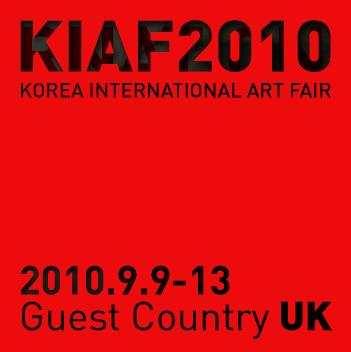 KIAF2010
KOREA INTERNATIONAL ART FAIR
2010.9.9-13
Guest Country UK